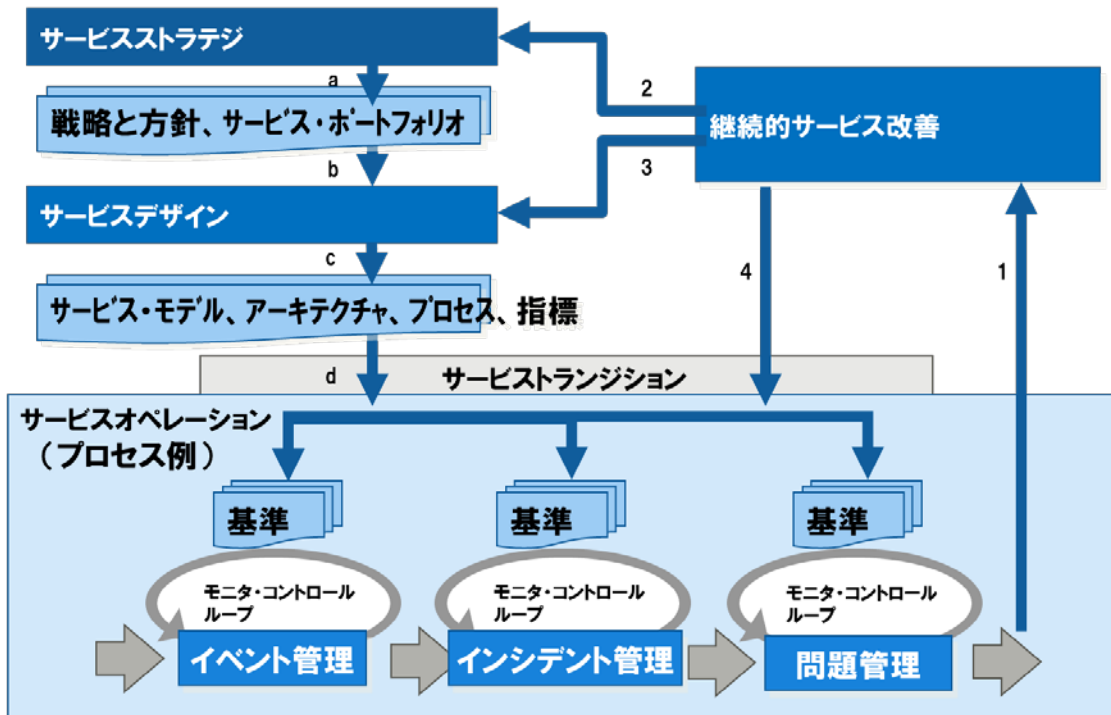 サービスストラテジ
a
戦略と方針、サービス・ポートフォリオ
b
サービスデザイン
c
サービス・モデル、アーキテクチャ、プロセス、指標
d
2
3
継続的サービス改善
4
1
サービストランジション
サービスオペレーション
（プロセス例）
基準
基準
基準
モニタ・コントロール
ループ
モニタ・コントロール
ループ
モニタ・コントロール
ループ
イベント管理
インシデント管理
問題管理